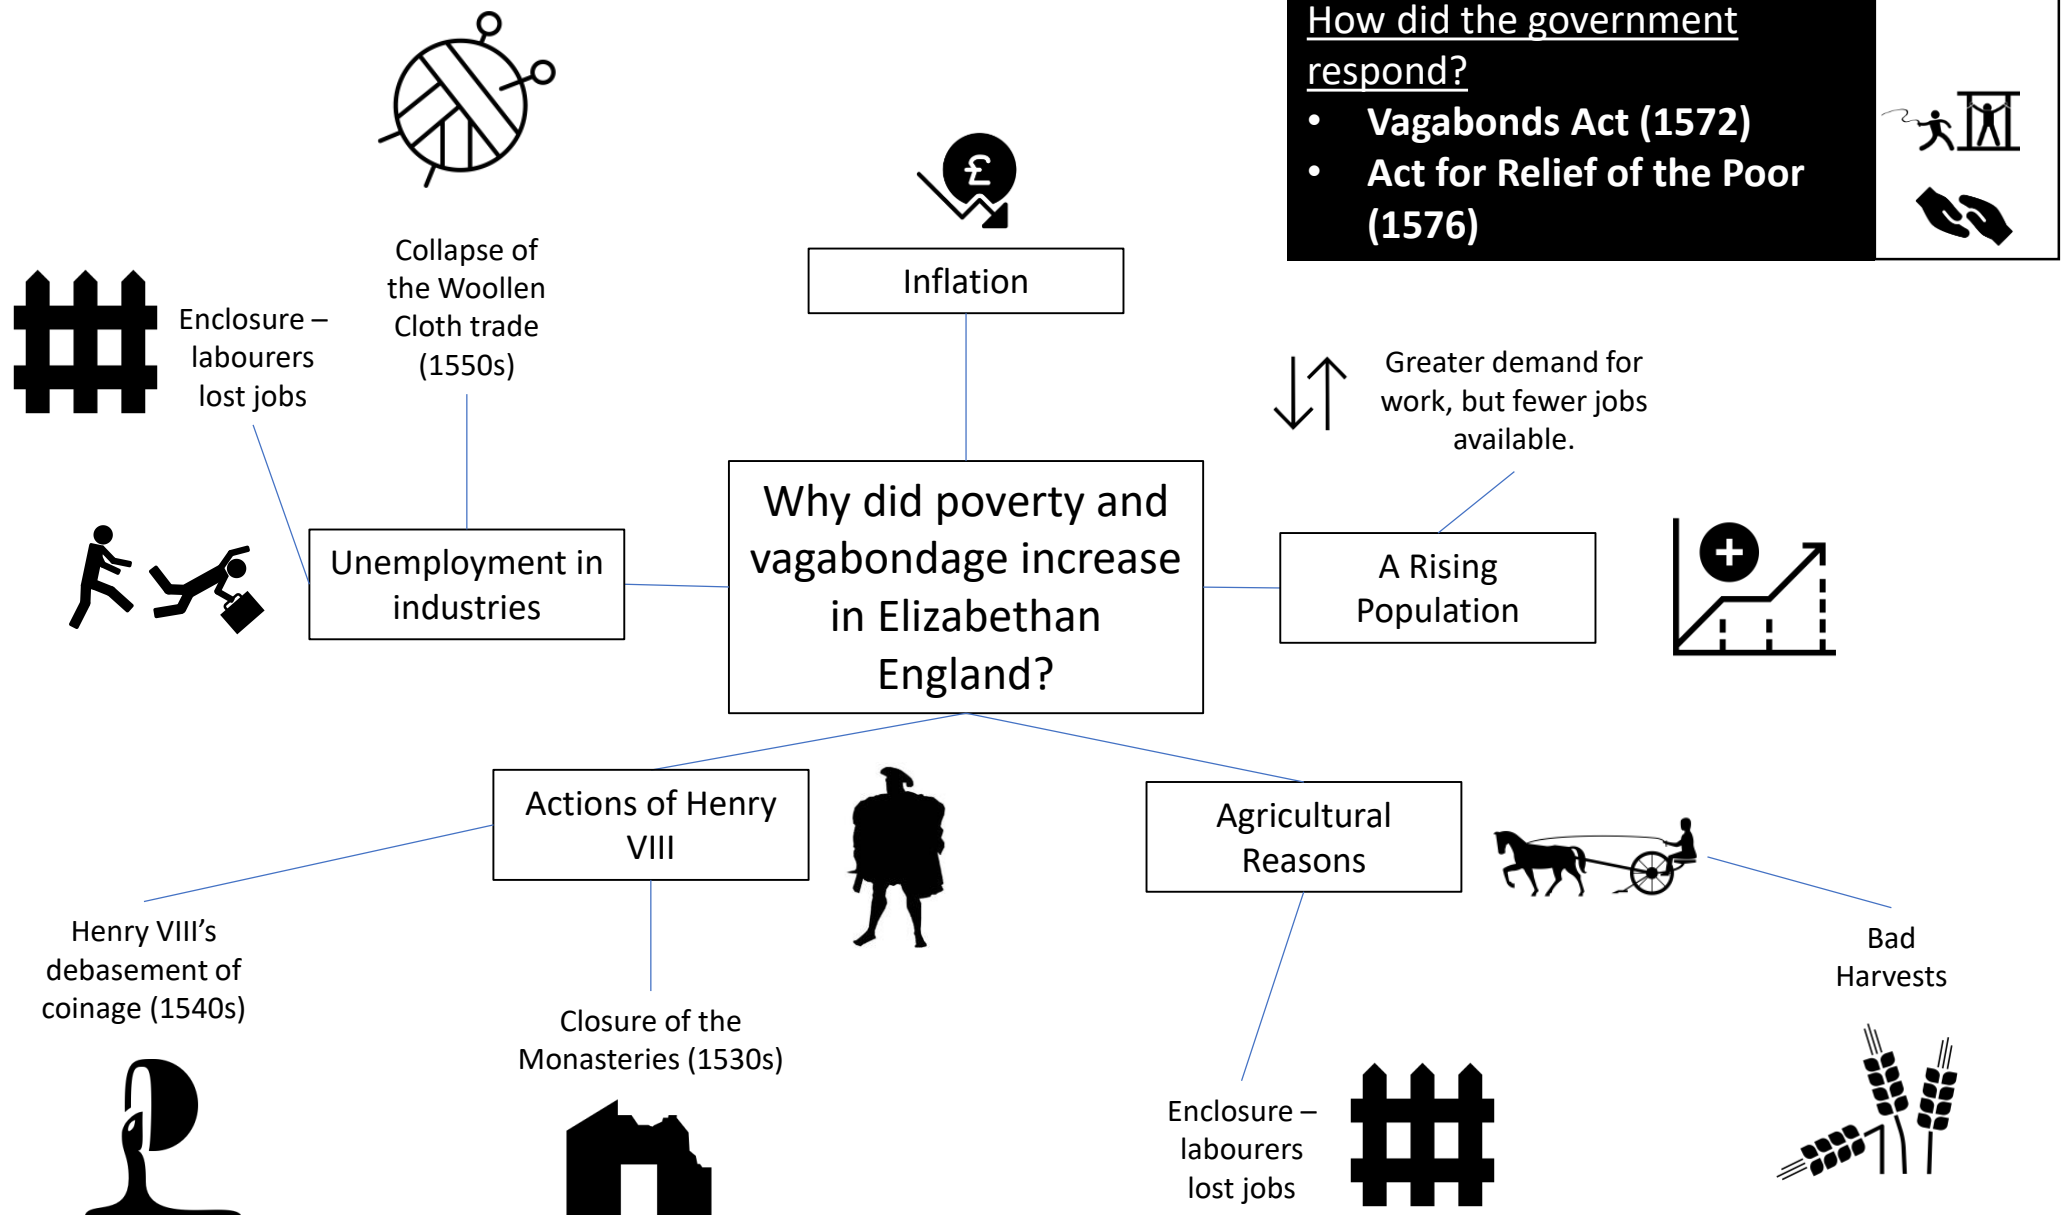 How did the government
respond?
• Vagabonds Act (1572)
• Act for Relief of the Poor
(1576)
£
Inflation
Collapse of
the Woollen
Cloth trade
(1550s)
Enclosure –
labourers
lost jobs
Greater demand for
work, but fewer jobs
available.
Unemployment in
industries
Why did poverty and
vagabondage increase
in Elizabethan
England?
A Rising
Population
+
Actions of Henry
VIII
Agricultural
Reasons
Henry VIII’s
debasement of
coinage (1540s)
Closure of the
Monasteries (1530s)
Enclosure –
labourers
lost jobs
Bad
Harvests